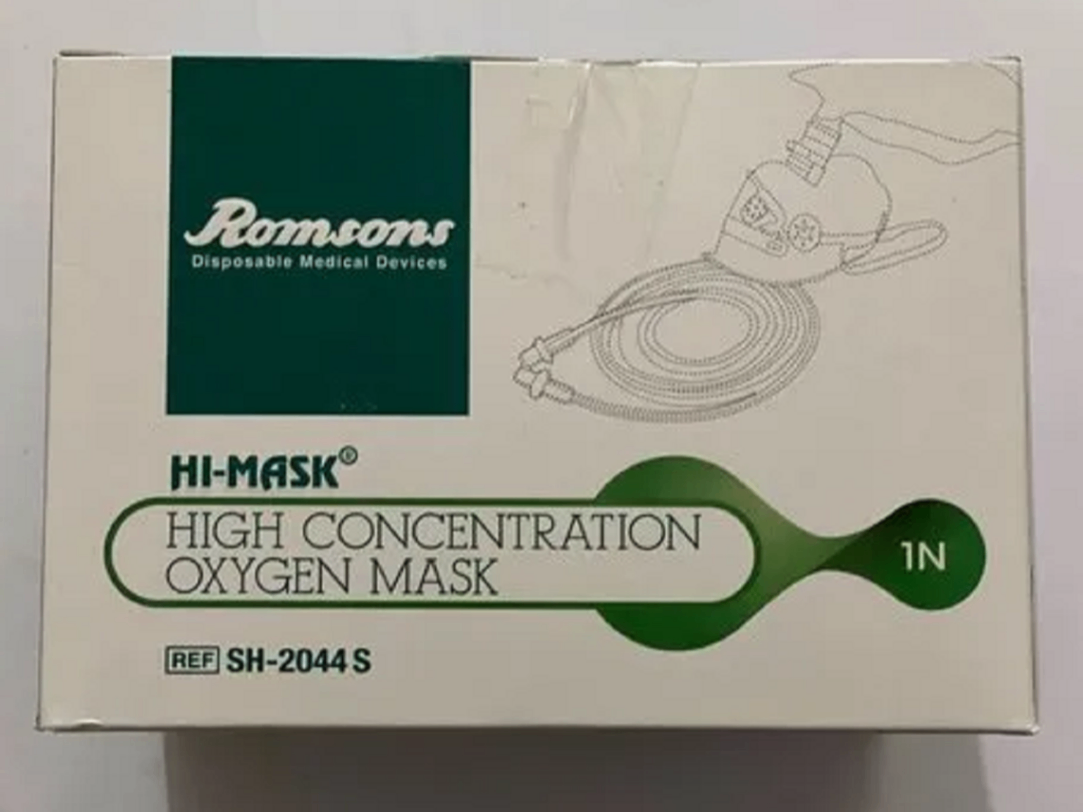 Romsons
Disposable Medical Devices
HI-MASK®
HIGH CONCENTRATION
OXYGEN MASK
1N
REF SH-2044 S